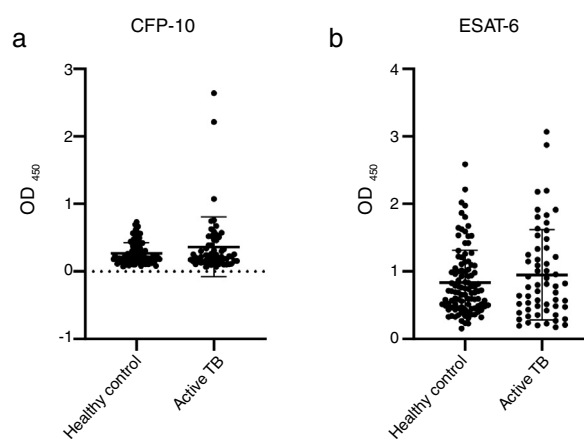 a
CFP-10
3
2
1
0
-1
OD 450
Healthy control
Active TB
b
ESAT-6
4
3
2
1
0
OD 450
Healthy control
Active TB